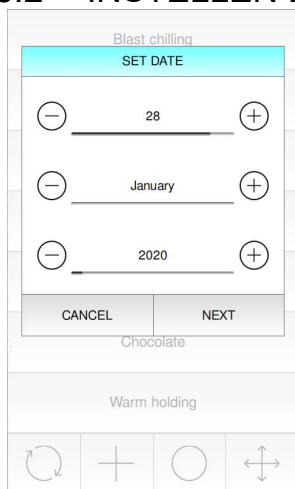 Blast chilling
SET DATE
28
January
2020
CANCEL NEXT
Chocolate
Warm holding